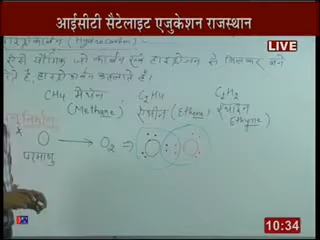 आईसीटी सैटेलाइट एजुकेशन राजस्थान
LIVE
ऐसे यौगिक जो कार्बन एवं हाइड्रोजन से मिलकर बने
होते है, हाइड्रोकार्बन कहलाते है।
CH4 मेथेन C2H4 C2H2
(Methane) एथीन (Ethene) एथाइन
Ethyne)
O → O2 ⇒
परमाणु
10:34